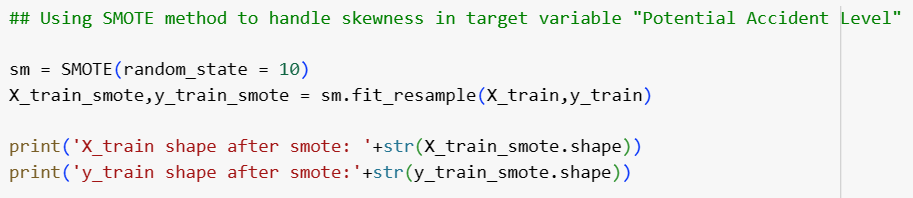 ## Using SMOTE method to handle skewness in target variable "Potential Accident Level"
sm = SMOTE(random_state = 10)
X_train_smote,y_train_smote = sm.fit_resample(X_train,y_train)
print('X_train shape after smote: '+str(X_train_smote.shape))
print('y_train shape after smote:'+str(y_train_smote.shape))